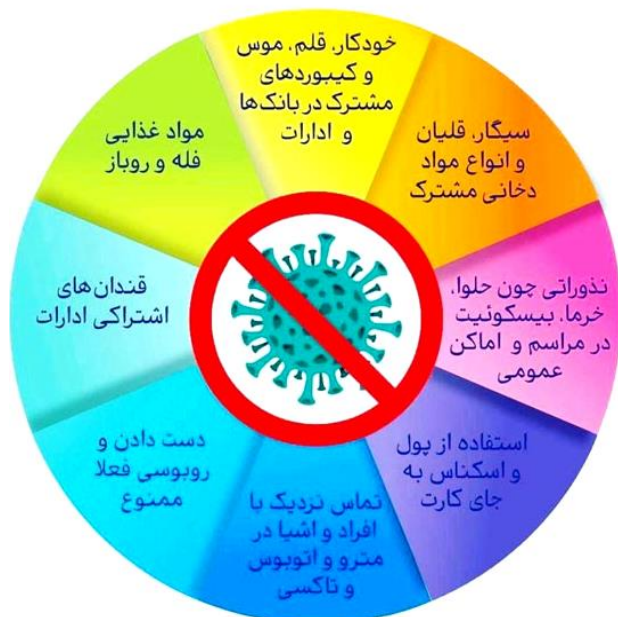 خودکار، قلم، موس
و کیبوردهای
مشترک در بانک‌ها
و ادارات
سیگار، قلیان
و انواع مواد
دخانی مشترک
نذوراتی چون حلوا،
خرما، بیسکوئیت
در مراسم و اماکن
عمومی
استفاده از پول
و اسکناس به
جای کارت
تماس نزدیک با
افراد و اشیا در
مترو و اتوبوس
و تاکسی
دست دادن و
روبوسی فعلا
ممنوع
قندان‌های
اشتراکی ادارات
مواد غذایی
فله و روباز